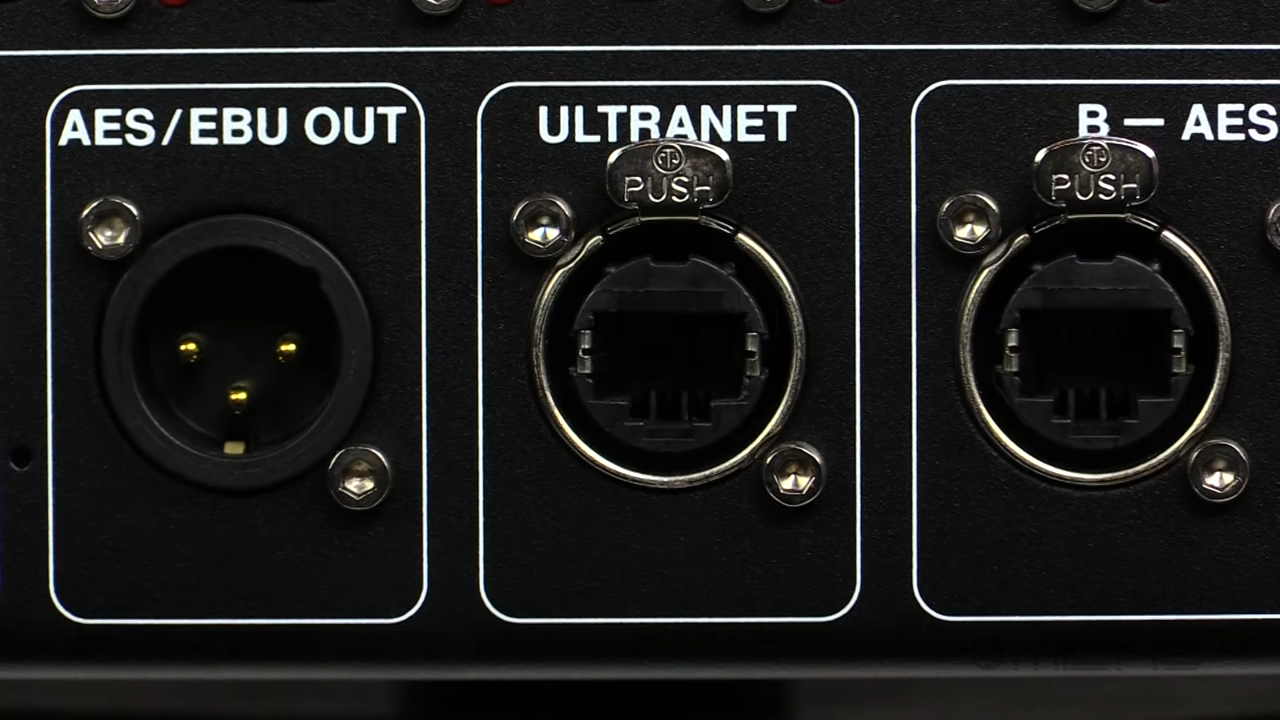 AES/EBU OUT
ULTRANET
B — AES
PUSH
PUSH